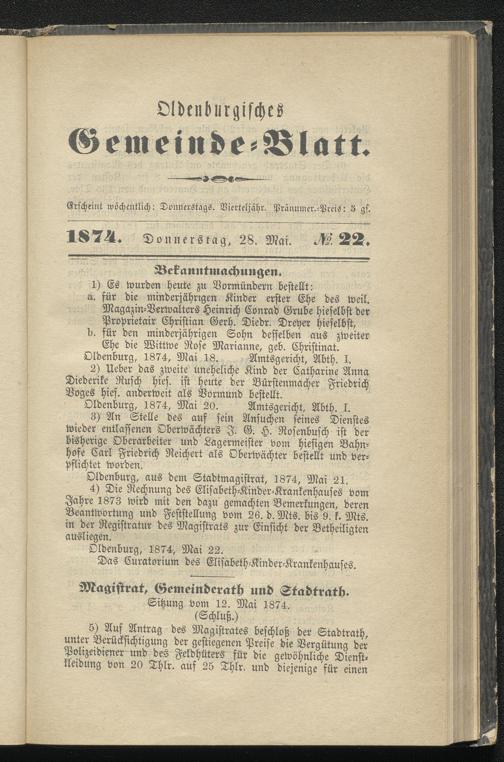 Oldenburgisches
Gemeinde-Blatt.
Erscheint wöchentlich: Donnerstags. Vierteljähr. Pränumer.-Preis: 5 gs.
1874. Donnerstag, 28. Mai. № 22.
Bekanntmachungen.
1) Es wurden heute zu Vormündern bestellt:
a. für die minderjährigen Kinder erster Ehe des weil.
Magazin-Verwalters Heinrich Conrad Grube hieselbst der
Proprietair Christian Gerh. Diedr. Dreyer hieselbst,
b. für den minderjährigen Sohn desselben aus zweiter
Ehe die Wittwe Rose Marianne, geb. Christinat.
Oldenburg, 1874, Mai 18. Amtsgericht, Abth. I.
2) Ueber das zweite uneheliche Kind der Catharine Anna
Diederike Rusch hies. ist heute der Bürstenmacher Friedrich
Voges hies. anderweit als Vormund bestellt.
Oldenburg, 1874, Mai 20. Amtsgericht, Abth. I.
3) An Stelle des auf sein Ansuchen seines Dienstes
wieder entlassenen Oberwächters J. G. H. Rosenbusch ist der
bisherige Oberarbeiter und Lagermeister vom hiesigen Bahn-
hofe Carl Friedrich Reichert als Oberwächter bestellt und ver-
pflichtet worden.
Oldenburg, aus dem Stadtmagistrat, 1874, Mai 21.
4) Die Rechnung des Elisabeth-Kinder-Krankenhauses vom
Jahre 1873 wird mit den dazu gemachten Bemerkungen, deren
Beantwortung und Feststellung vom 26. d. Mts. bis 9. k. Mts.
in der Registratur des Magistrats zur Einsicht der Betheiligten
ausliegen.
Oldenburg, 1874, Mai 22.
Das Curatorium des Elisabeth-Kinder-Krankenhauses.
Magistrat, Gemeinderath und Stadtrath.
Sitzung vom 12. Mai 1874.
(Schluß.)
5) Auf Antrag des Magistrates beschloß der Stadtrath,
unter Berücksichtigung der gestiegenen Preise die Vergütung der
Polizeidiener und des Feldhüters für die gewöhnliche Dienst-
kleidung von 20 Thlr. auf 25 Thlr. und diejenige für einen